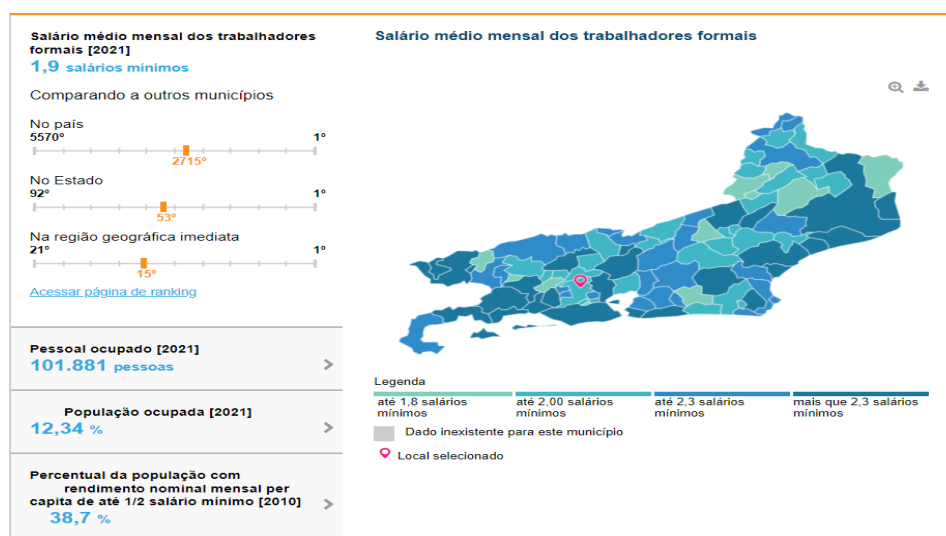 Salário médio mensal dos trabalhadores
formais [2021]
1,9 salários mínimos
Comparando a outros municípios
No país
5570º 1º
2715º
No Estado
92º 1º
53º
Na região geográfica imediata
21º 1º
15º
Acessar página de ranking
Pessoal ocupado [2021]
101.881 pessoas
População ocupada [2021]
12,34 %
Percentual da população com
rendimento nominal mensal per
capita de até 1/2 salário mínimo [2010]
38,7 %
Salário médio mensal dos trabalhadores formais
Legenda
até 1,8 salários até 2,00 salários até 2,3 salários mais que 2,3 salários
mínimos mínimos mínimos mínimos
Dado inexistente para este município
Local selecionado